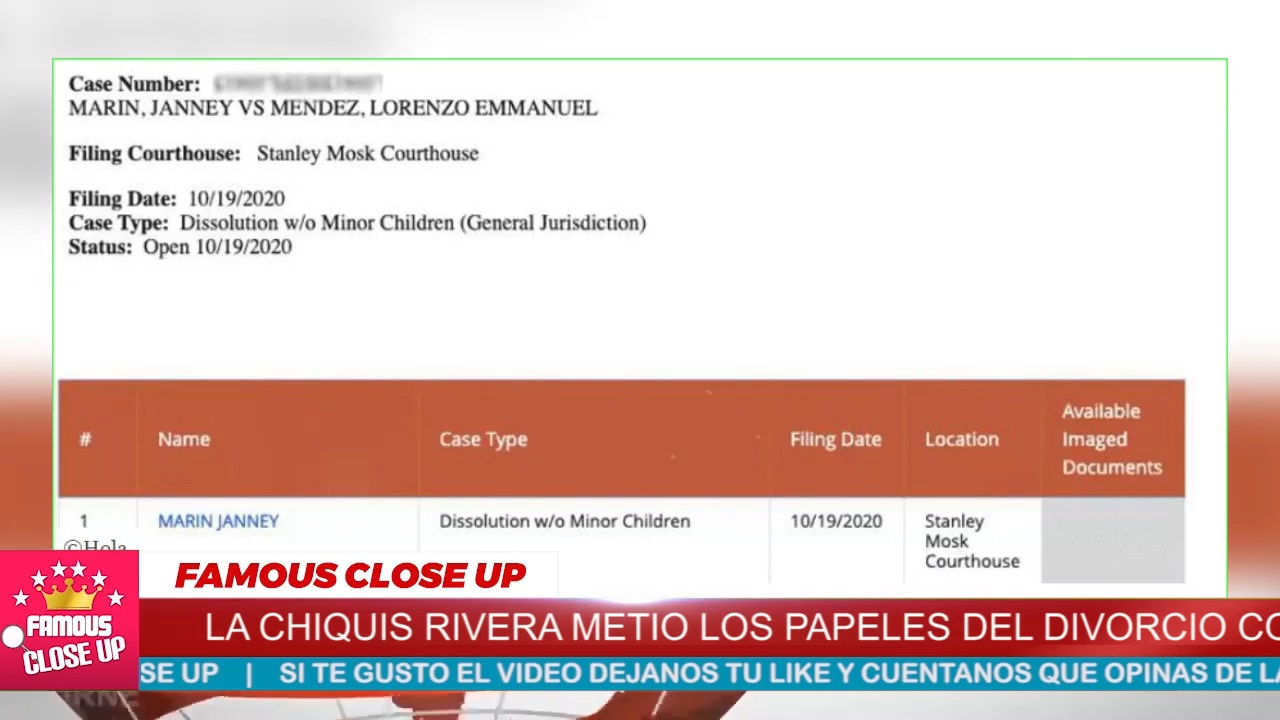 Case Number:
MARIN, JANNEY VS MENDEZ, LORENZO EMMANUEL
Filing Courthouse: Stanley Mosk Courthouse
Filing Date: 10/19/2020
Case Type: Dissolution w/o Minor Children (General Jurisdiction)
Status: Open 10/19/2020
# Name Case Type Filing Date Location Available Imaged Documents
1 MARIN JANNEY Dissolution w/o Minor Children 10/19/2020 Stanley Mosk Courthouse
©Hola
FAMOUS CLOSE UP
FAMOUS
CLOSE UP
LA CHIQUIS RIVERA METIO LOS PAPELES DEL DIVORCIO CO
SE UP | SI TE GUSTO EL VIDEO DEJANOS TU LIKE Y CUENTANOS QUE OPINAS DE LA